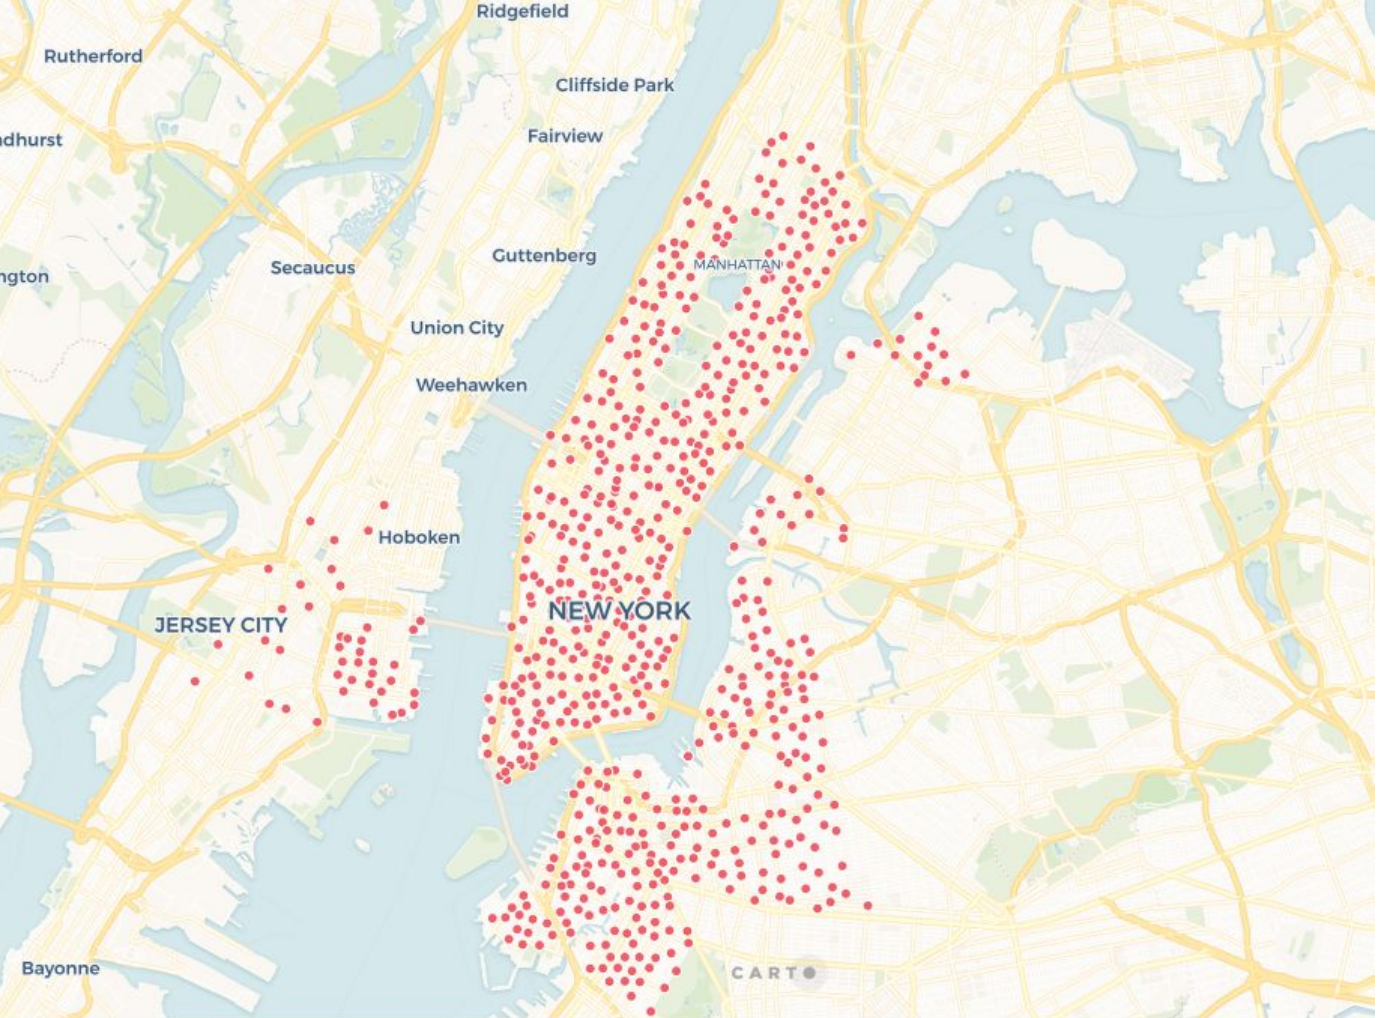 Ridgefield
Rutherford
Cliffside Park
Fairview
dhurst
Guttenberg
MANHATTAN
Secaucus
ngton
Union City
Weehawken
Hoboken
NEW YORK
JERSEY CITY
Bayonne
CARTO